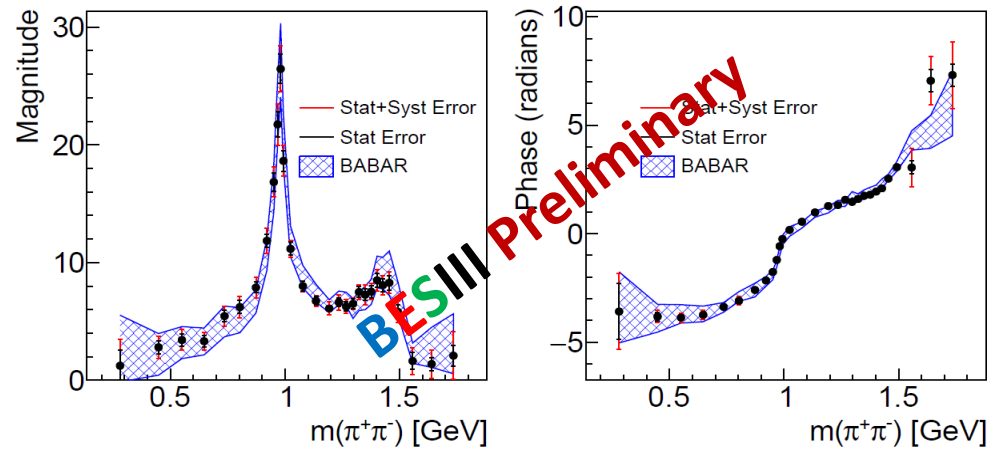 Magnitude
30
20
10
0
0.5
1
1.5
m(π⁺π⁻) [GeV]
Stat+Syst Error
Stat Error
BABAR
Phase (radians)
10
5
0
−5
0.5
1
1.5
m(π⁺π⁻) [GeV]
Stat+Syst Error
Stat Error
BABAR
BESIII Preliminary